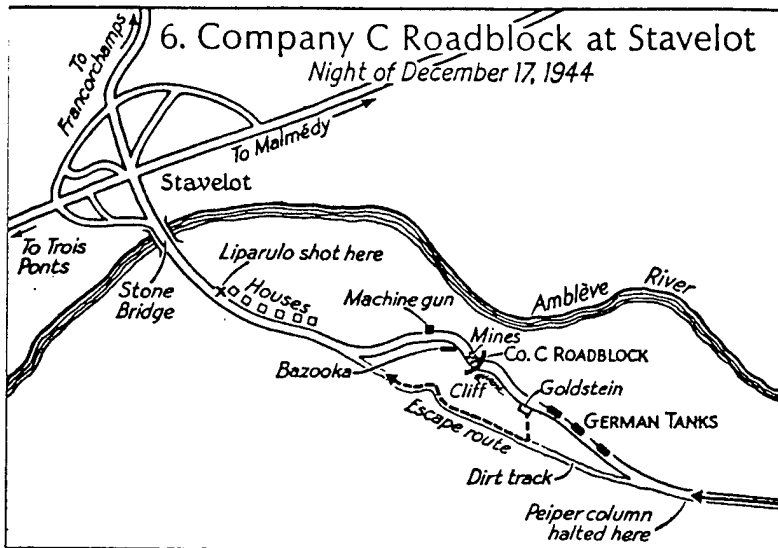 6. Company C Roadblock at Stavelot
Night of December 17, 1944
To
Francorchamps
To Malmédy
Stavelot
To Trois
Ponts
Stone
Bridge
Liparulo shot here
Houses
Machine gun
Amblève
River
Mines
Co. C ROADBLOCK
Bazooka
Cliff
Goldstein
GERMAN TANKS
Escape route
Dirt track
Peiper column
halted here